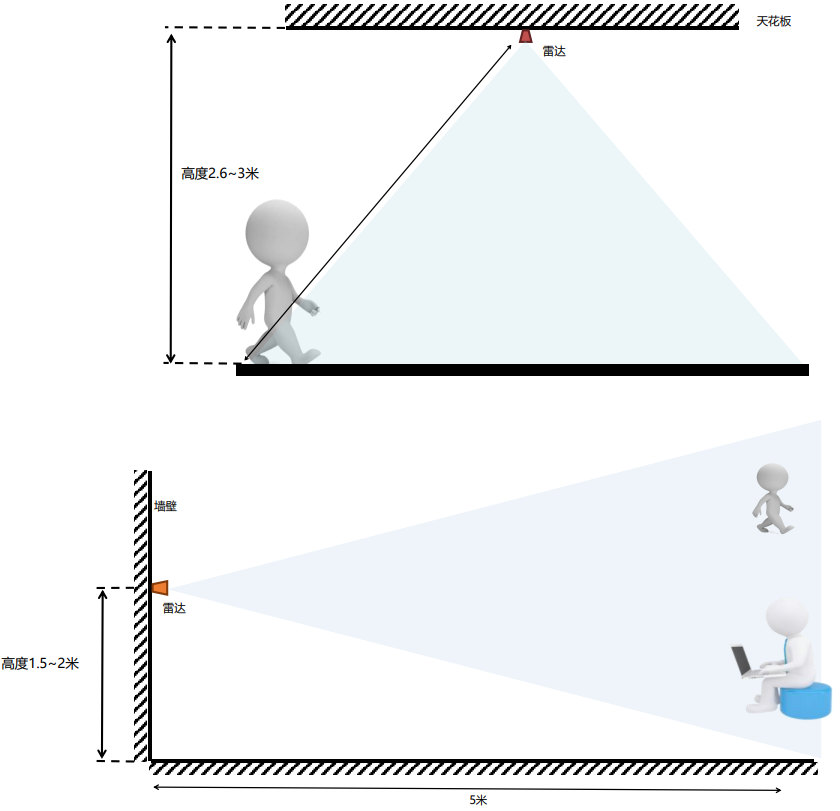 天花板
雷达
高度2.6~3米
墙壁
雷达
高度1.5~2米
5米